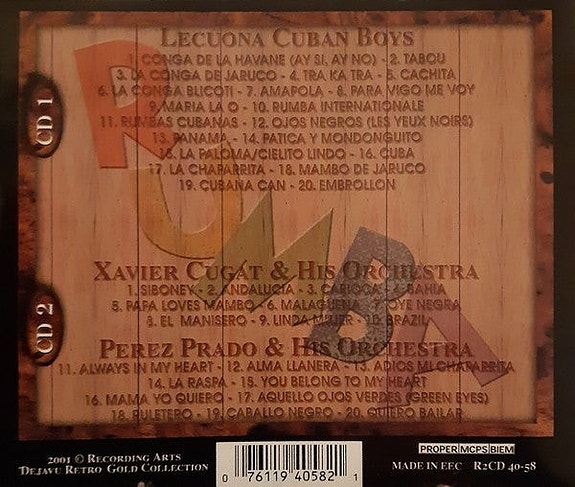 LECUONA CUBAN BOYS
1. CONGA DE LA HAVANE (AY SI, AY NO) - 2. TABOU
3. LA CONGA DE JARUCO - 4. TRA KA TRA - 5. CACHITA
6. LA CONGA BLICOTI - 7. AMAPOLA - 8. PARA VIGO ME VOY
9. MARIA LA O - 10. RUMBA INTERNATIONALE
11. RUMBAS CUBANAS - 12. OJOS NEGROS (LES YEUX NOIRS)
13. PANAMA - 14. PATICA Y MONDONGUITO
15. LA PALOMA/CIELITO LINDO - 16. CUBA
17. LA CHAPARRITA - 18. MAMBO DE JARUCO
19. CUBANA CAN - 20. EMBROLLON
CD 1
RUMBA
XAVIER CUGAT & HIS ORCHESTRA
1. SIBONEY - 2. ANDALUCIA - 3. CARIOCA - 4. BAHIA
5. PAPA LOVES MAMBO - 6. MALAGUENA - 7. OYE NEGRA
8. EL MANISERO - 9. LINDA MUJER - 10. BRAZIL
CD 2
PEREZ PRADO & HIS ORCHESTRA
11. ALWAYS IN MY HEART - 12. ALMA LLANERA - 13. ADIOS MI CHAPARRITA
14. LA RASPA - 15. YOU BELONG TO MY HEART
16. MAMA YO QUIERO - 17. AQUELLO OJOS VERDES (GREEN EYES)
18. RULETERO - 19. CABALLO NEGRO - 20. QUIERO BAILAR
2001 © RECORDING ARTS
DEJAVU RETRO GOLD COLLECTION
0 76119 40582 1
PROPER MCPS BIEM
MADE IN EEC R2CD 40-58